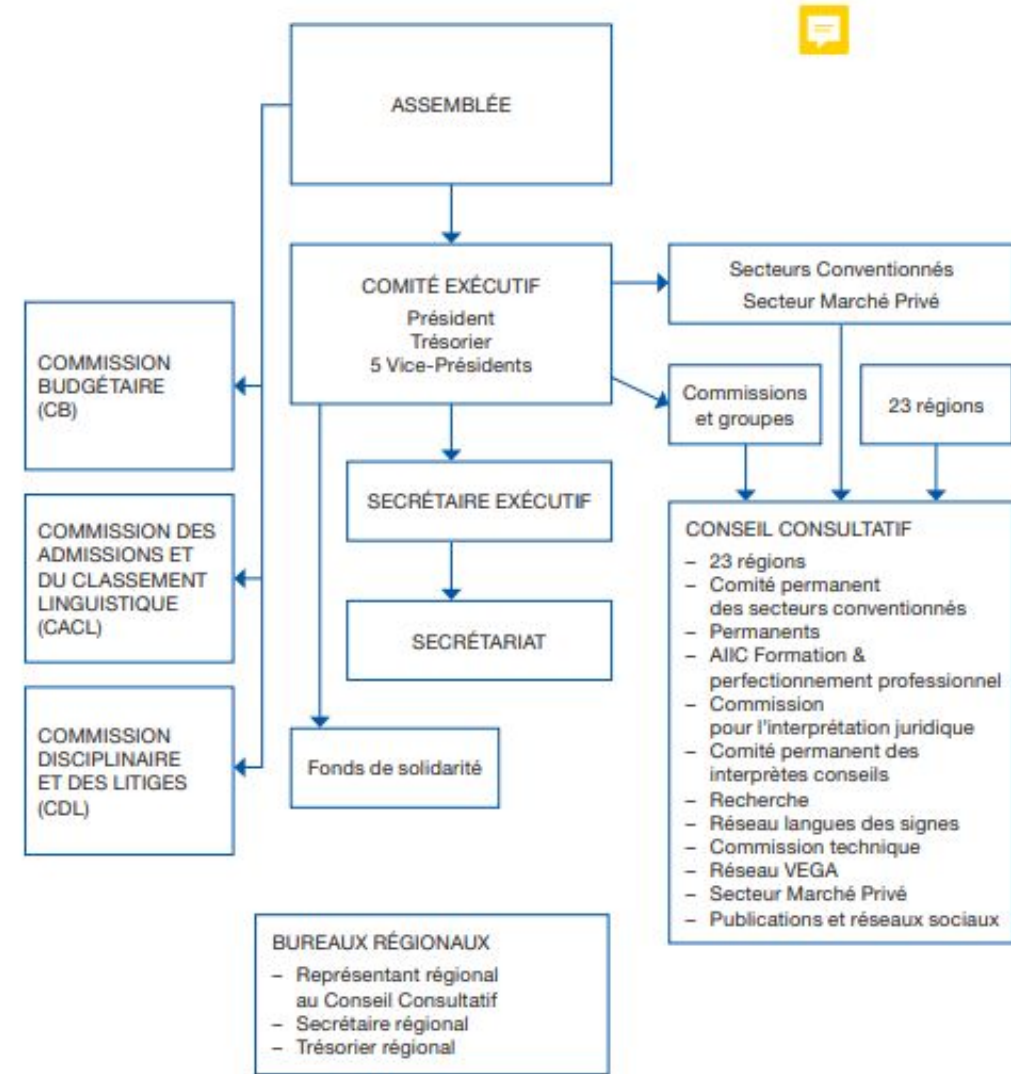 ASSEMBLÉE
COMITÉ EXÉCUTIF
Président
Trésorier
5 Vice-Présidents
Secteurs Conventionnés
Secteur Marché Privé
COMMISSION
BUDGÉTAIRE
(CB)
Commissions
et groupes
23 régions
SECRÉTAIRE EXÉCUTIF
COMMISSION DES
ADMISSIONS ET
DU CLASSEMENT
LINGUISTIQUE
(CACL)
SECRÉTARIAT
CONSEIL CONSULTATIF
– 23 régions
– Comité permanent
des secteurs conventionnés
– Permanents
– AIIC Formation &
perfectionnement professionnel
– Commission
pour l'interprétation juridique
– Comité permanent des
interprètes conseils
– Recherche
– Réseau langues des signes
– Commission technique
– Réseau VEGA
– Secteur Marché Privé
– Publications et réseaux sociaux
COMMISSION
DISCIPLINAIRE
ET DES LITIGES
(CDL)
Fonds de solidarité
BUREAUX RÉGIONAUX
– Représentant régional
au Conseil Consultatif
– Secrétaire régional
– Trésorier régional